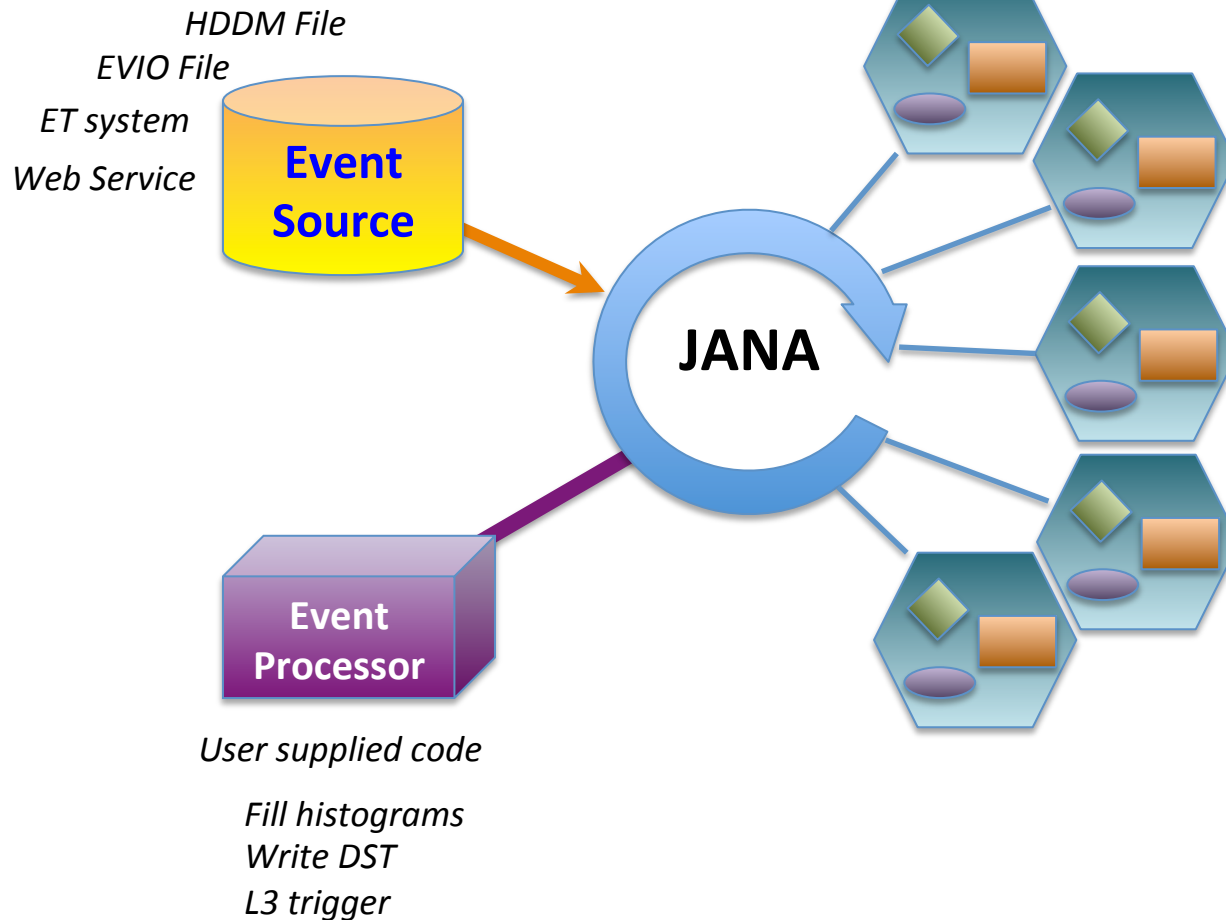 HDDM File
EVIO File
ET system
Web Service
Event
Source
JANA
Event
Processor
User supplied code
Fill histograms
Write DST
L3 trigger